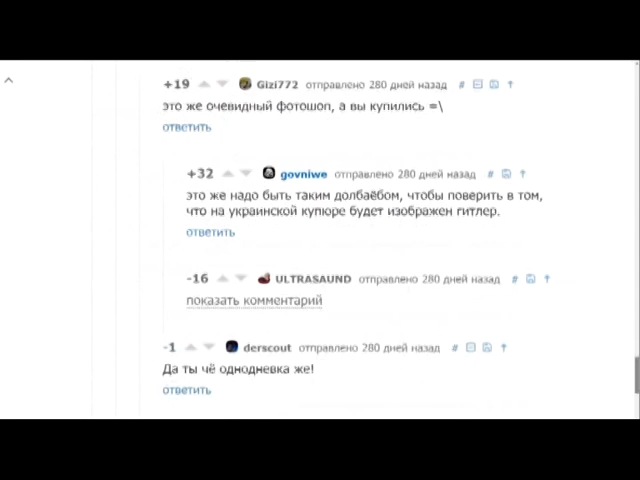 +19 Gizi772 отправлено 280 дней назад #
это же очевидный фотошоп, а вы купились =\
ответить
+32 govniwe отправлено 280 дней назад #
это же надо быть таким долбаёбом, чтобы поверить в том,
что на украинской купюре будет изображен гитлер.
ответить
-16 ULTRASAUND отправлено 280 дней назад #
показать комментарий
-1 derscout отправлено 280 дней назад #
Да ты чё однодневка же!
ответить